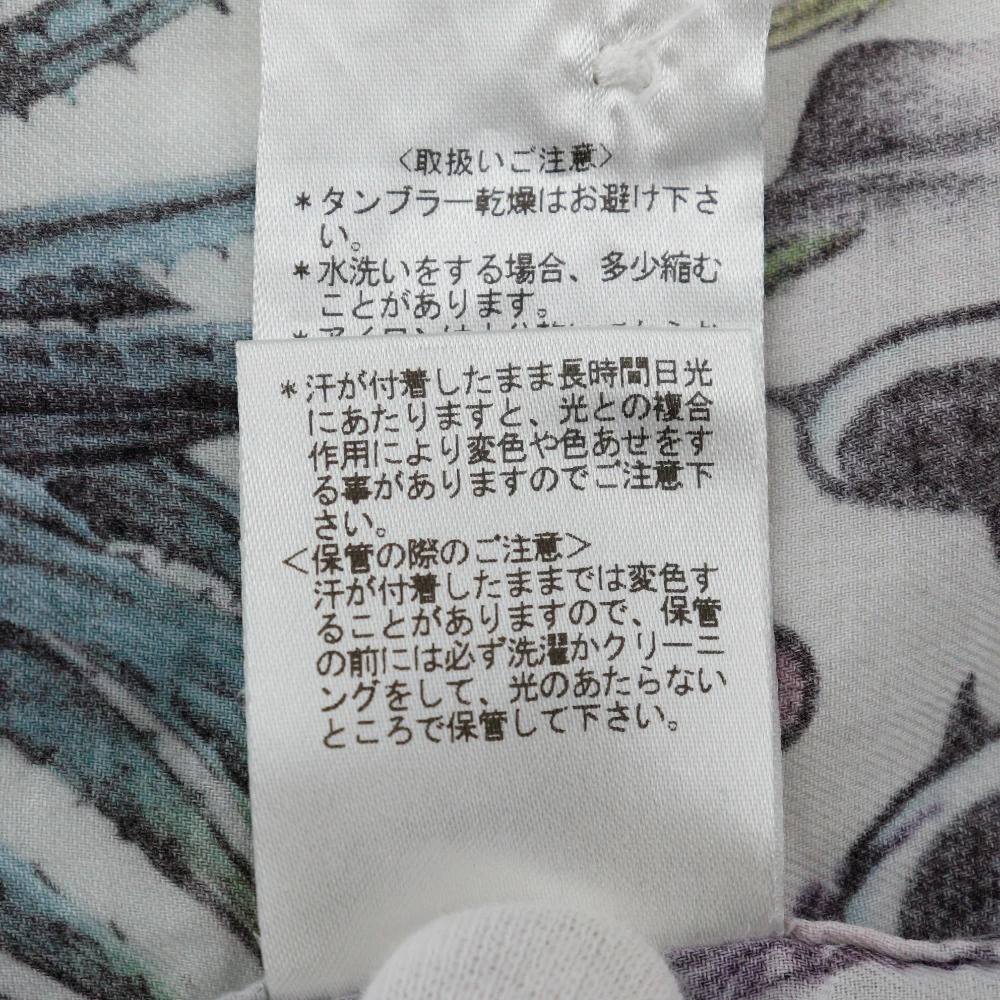 <取扱いご注意>
*タンブラー乾燥はお避け下さ
い。
*水洗いをする場合、多少縮む
ことがあります。
*汗が付着したまま長時間日光
にあたりますと、光との複合
作用により変色や色あせをす
る事がありますのでご注意下
さい。
<保管の際のご注意>
汗が付着したままでは変色す
ることがありますので、保管
の前には必ず洗濯かクリーニ
ングをして、光のあたらない
ところで保管して下さい。